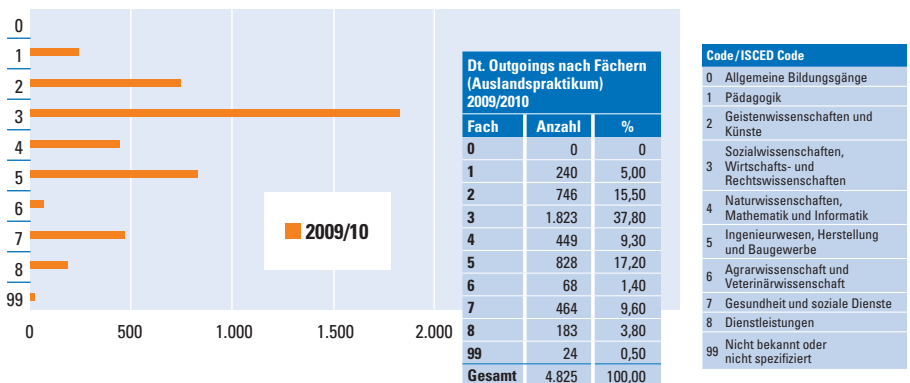 0
1
2
3
4
5
6
7
8
99
0 500 1.000 1.500 2.000
2009/10
Dt. Outgoings nach Fächern
(Auslandspraktikum)
2009/2010
Fach Anzahl %
0 0 0
1 240 5,00
2 746 15,50
3 1.823 37,80
4 449 9,30
5 828 17,20
6 68 1,40
7 464 9,60
8 183 3,80
99 24 0,50
Gesamt 4.825 100,00
Code/ISCED Code
0 Allgemeine Bildungsgänge
1 Pädagogik
2 Geistenwissenschaften und
Künste
3 Sozialwissenschaften,
Wirtschafts- und
Rechtswissenschaften
4 Naturwissenschaften,
Mathematik und Informatik
5 Ingenieurwesen, Herstellung
und Baugewerbe
6 Agrarwissenschaft und
Veterinärwissenschaft
7 Gesundheit und soziale Dienste
8 Dienstleistungen
99 Nicht bekannt oder
nicht spezifiziert